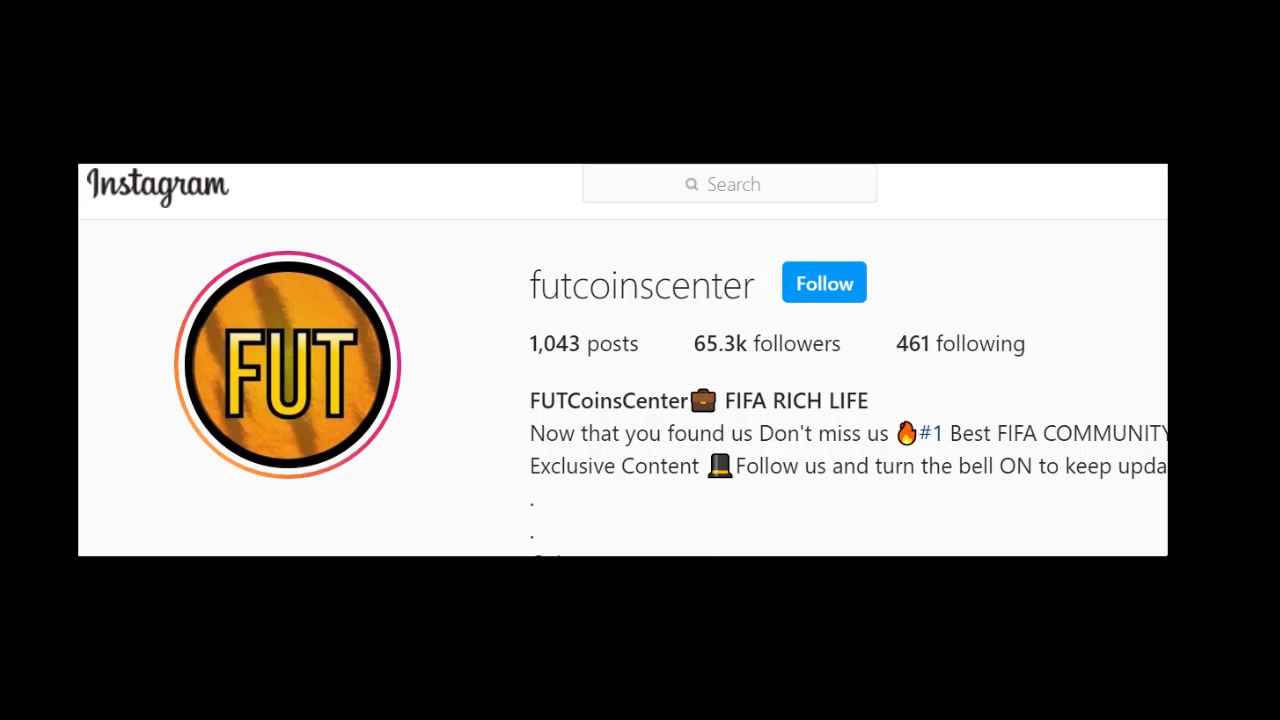 Instagram
Search
FUT
futcoinscenter Follow
1,043 posts 65.3k followers 461 following
FUTCoinsCenter💼 FIFA RICH LIFE
Now that you found us Don't miss us 🔥#1 Best FIFA COMMUNITY
Exclusive Content 🎩Follow us and turn the bell ON to keep upda
.
.